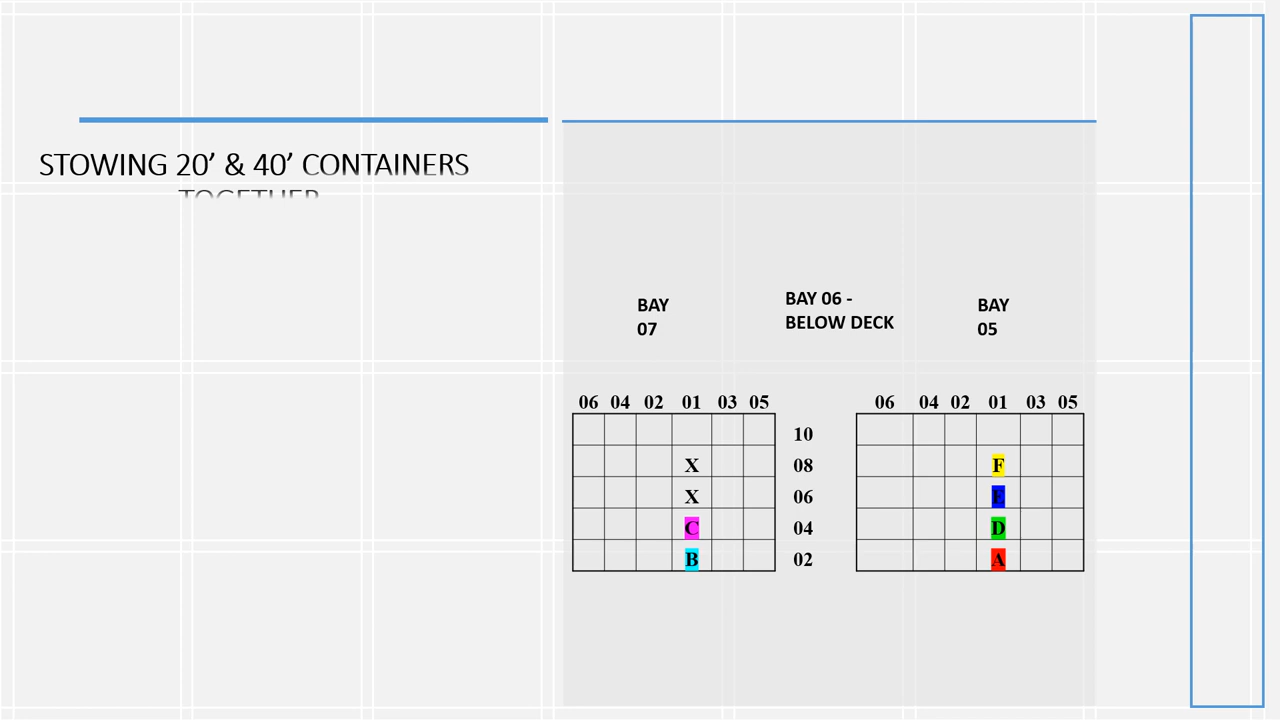 STOWING 20’ & 40’ CONTAINERS
TOGETHER
BAY 07
BAY 06 -
BELOW DECK
BAY 05
06 04 02 01 03 05
06 04 02 01 03 05
10
X 08 F
X 06 E
C 04 D
B 02 A